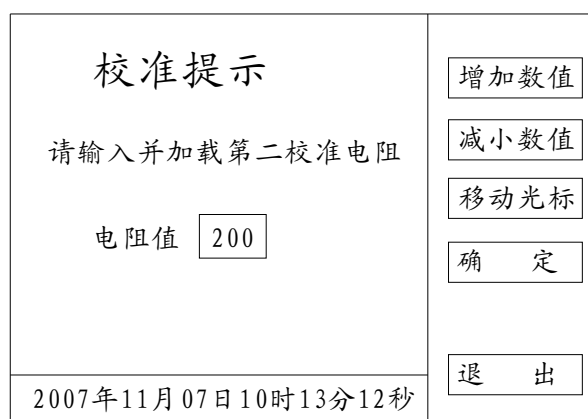 校准提示
请输入并加载第二校准电阻
电阻值 200
2007年11月07日10时13分12秒
增加数值
减小数值
移动光标
确 定
退 出